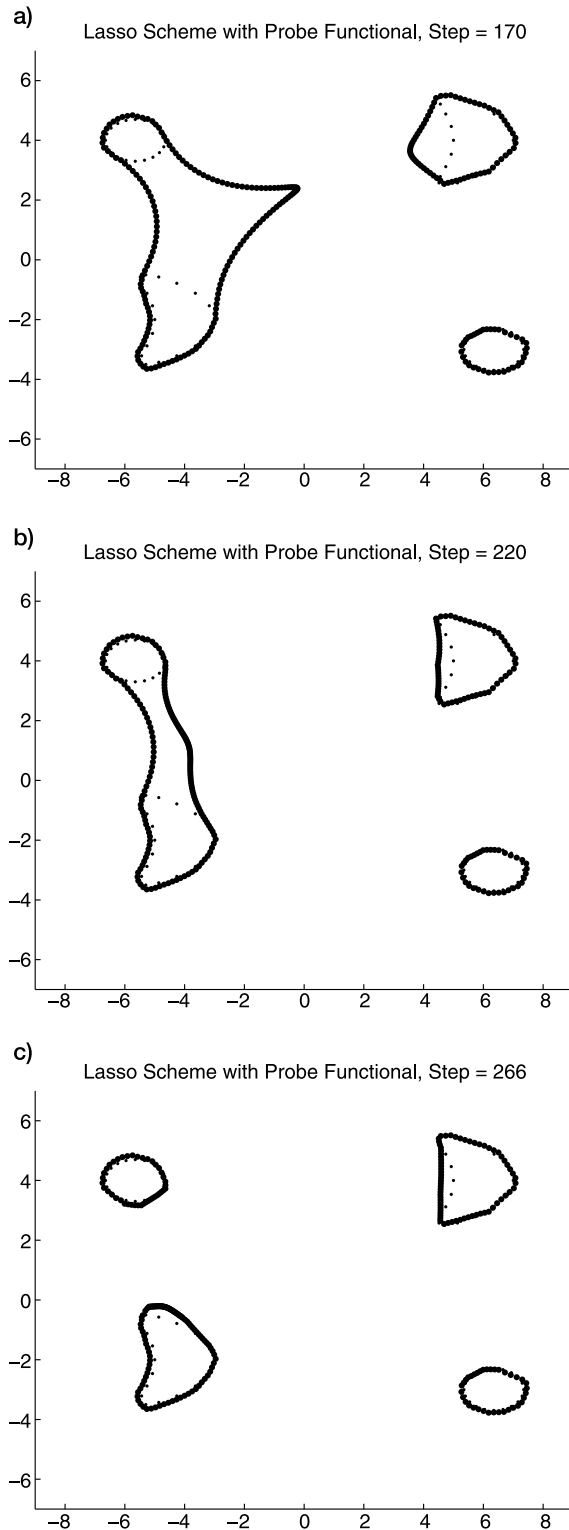 a)
Lasso Scheme with Probe Functional, Step = 170
6
4
2
0
−2
−4
−6
−8 −6 −4 −2 0 2 4 6 8
b)
Lasso Scheme with Probe Functional, Step = 220
6
4
2
0
−2
−4
−6
−8 −6 −4 −2 0 2 4 6 8
c)
Lasso Scheme with Probe Functional, Step = 266
6
4
2
0
−2
−4
−6
−8 −6 −4 −2 0 2 4 6 8